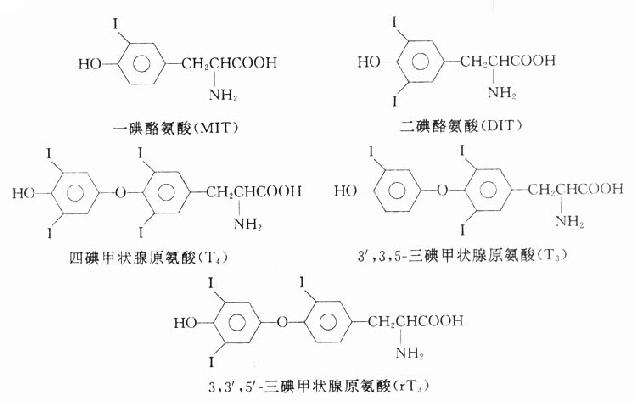 I I
HO CH₂CHCOOH HO CH₂CHCOOH
NH₂ I NH₂
一碘酪氨酸(MIT) 二碘酪氨酸(DIT)
I I I I
HO O CH₂CHCOOH HO O CH₂CHCOOH
I I NH₂ I NH₂
四碘甲状腺原氨酸(T₄) 3′,3,5-三碘甲状腺原氨酸(T₃)
I I
HO O CH₂CHCOOH
I NH₂
3,3′,5′-三碘甲状腺原氨酸(rT₃)